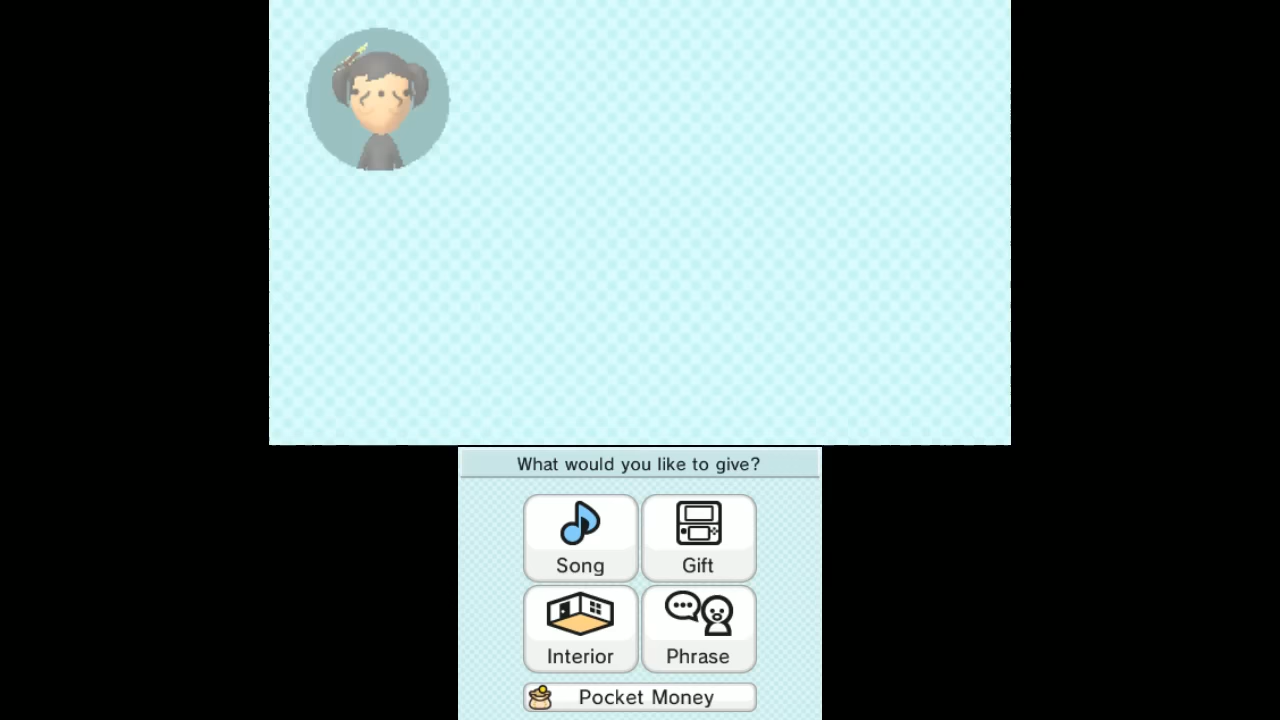 What would you like to give?
Song
Gift
Interior
Phrase
Pocket Money